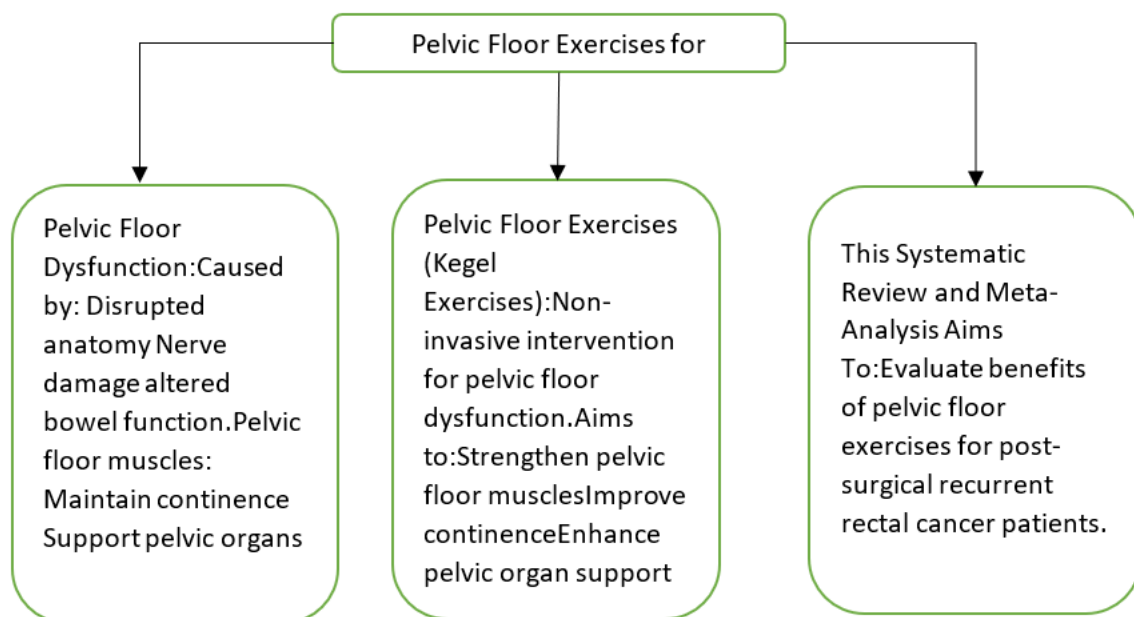 Pelvic Floor Exercises for
Pelvic Floor
Dysfunction:Caused
by: Disrupted
anatomy Nerve
damage altered
bowel function.Pelvic
floor muscles:
Maintain continence
Support pelvic organs
Pelvic Floor Exercises
(Kegel
Exercises):Non-
invasive intervention
for pelvic floor
dysfunction.Aims
to:Strengthen pelvic
floor musclesImprove
continenceEnhance
pelvic organ support
This Systematic
Review and Meta-
Analysis Aims
To:Evaluate benefits
of pelvic floor
exercises for post-
surgical recurrent
rectal cancer patients.